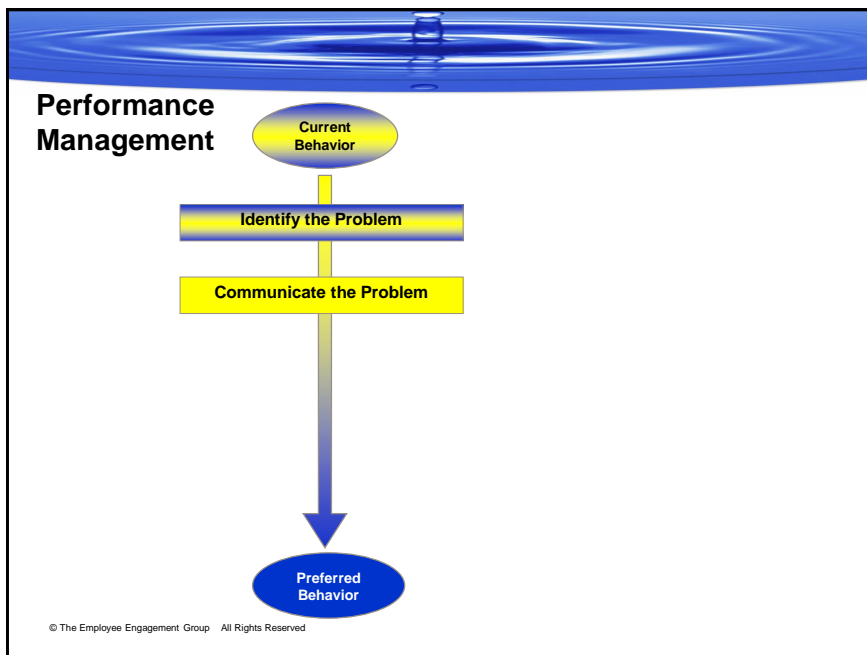 Performance
Management
Current
Behavior
Identify the Problem
Communicate the Problem
Preferred
Behavior
© The Employee Engagement Group All Rights Reserved